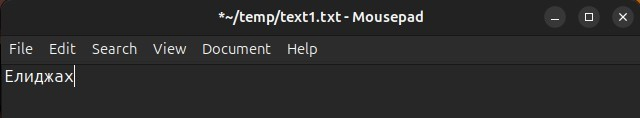 *~/temp/text1.txt - Mousepad
File Edit Search View Document Help
Елиджах